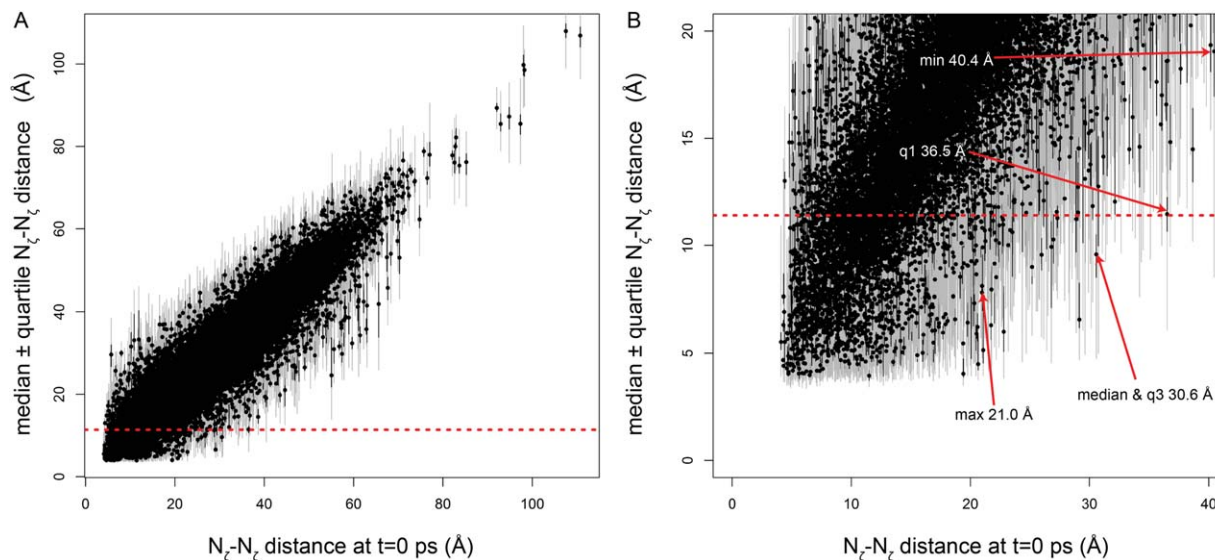 A
median ± quartile Nζ-Nζ distance (Å)
0
20
40
60
80
100
0 20 40 60 80 100
Nζ-Nζ distance at t=0 ps (Å)
B
median ± quartile Nζ-Nζ distance (Å)
0
5
10
15
20
min 40.4 Å
q1 36.5 Å
max 21.0 Å
median & q3 30.6 Å
0 10 20 30 40
Nζ-Nζ distance at t=0 ps (Å)